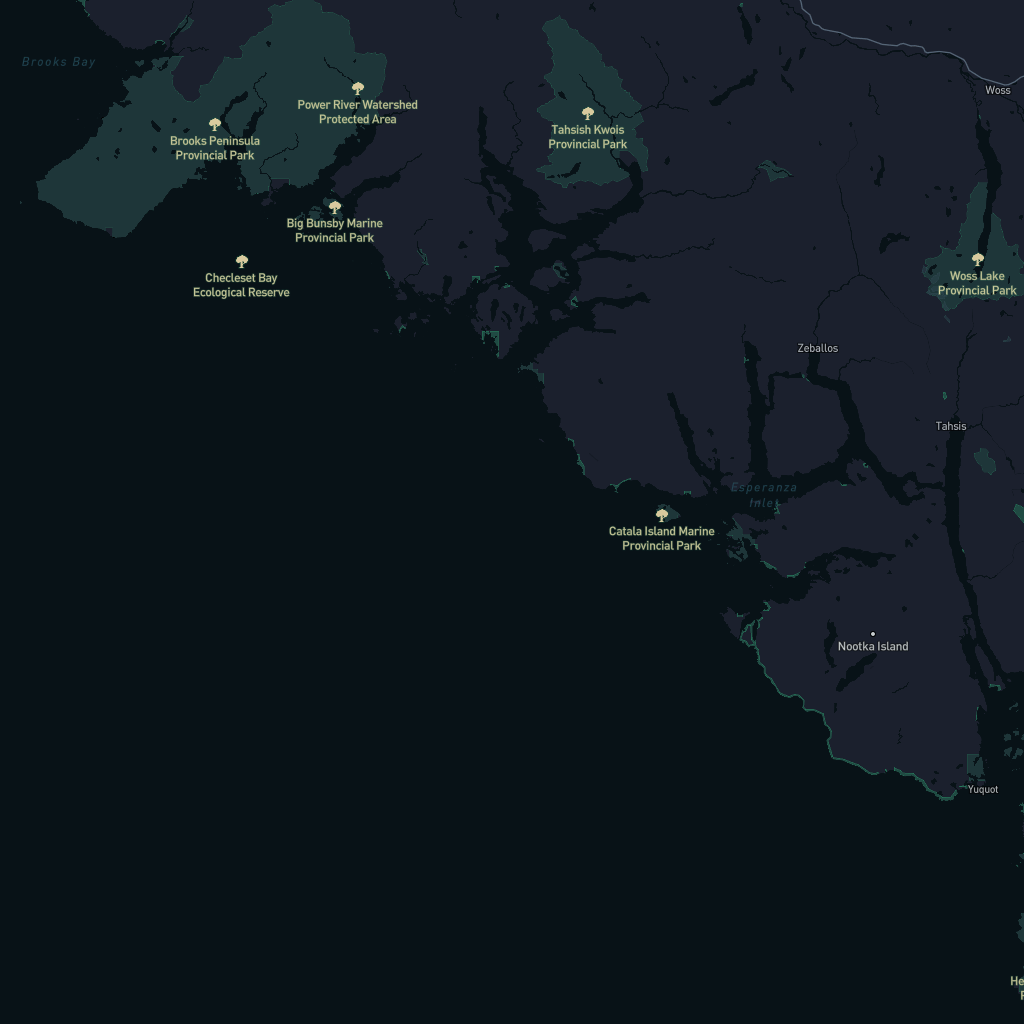 Brooks Bay
Woss
Power River Watershed
Protected Area
Brooks Peninsula
Provincial Park
Tahsish Kwois
Provincial Park
Big Bunsby Marine
Provincial Park
Checleset Bay
Ecological Reserve
Woss Lake
Provincial Park
Zeballos
Tahsis
Esperanza
Inlet
Catala Island Marine
Provincial Park
Nootka Island
Yuquot
He